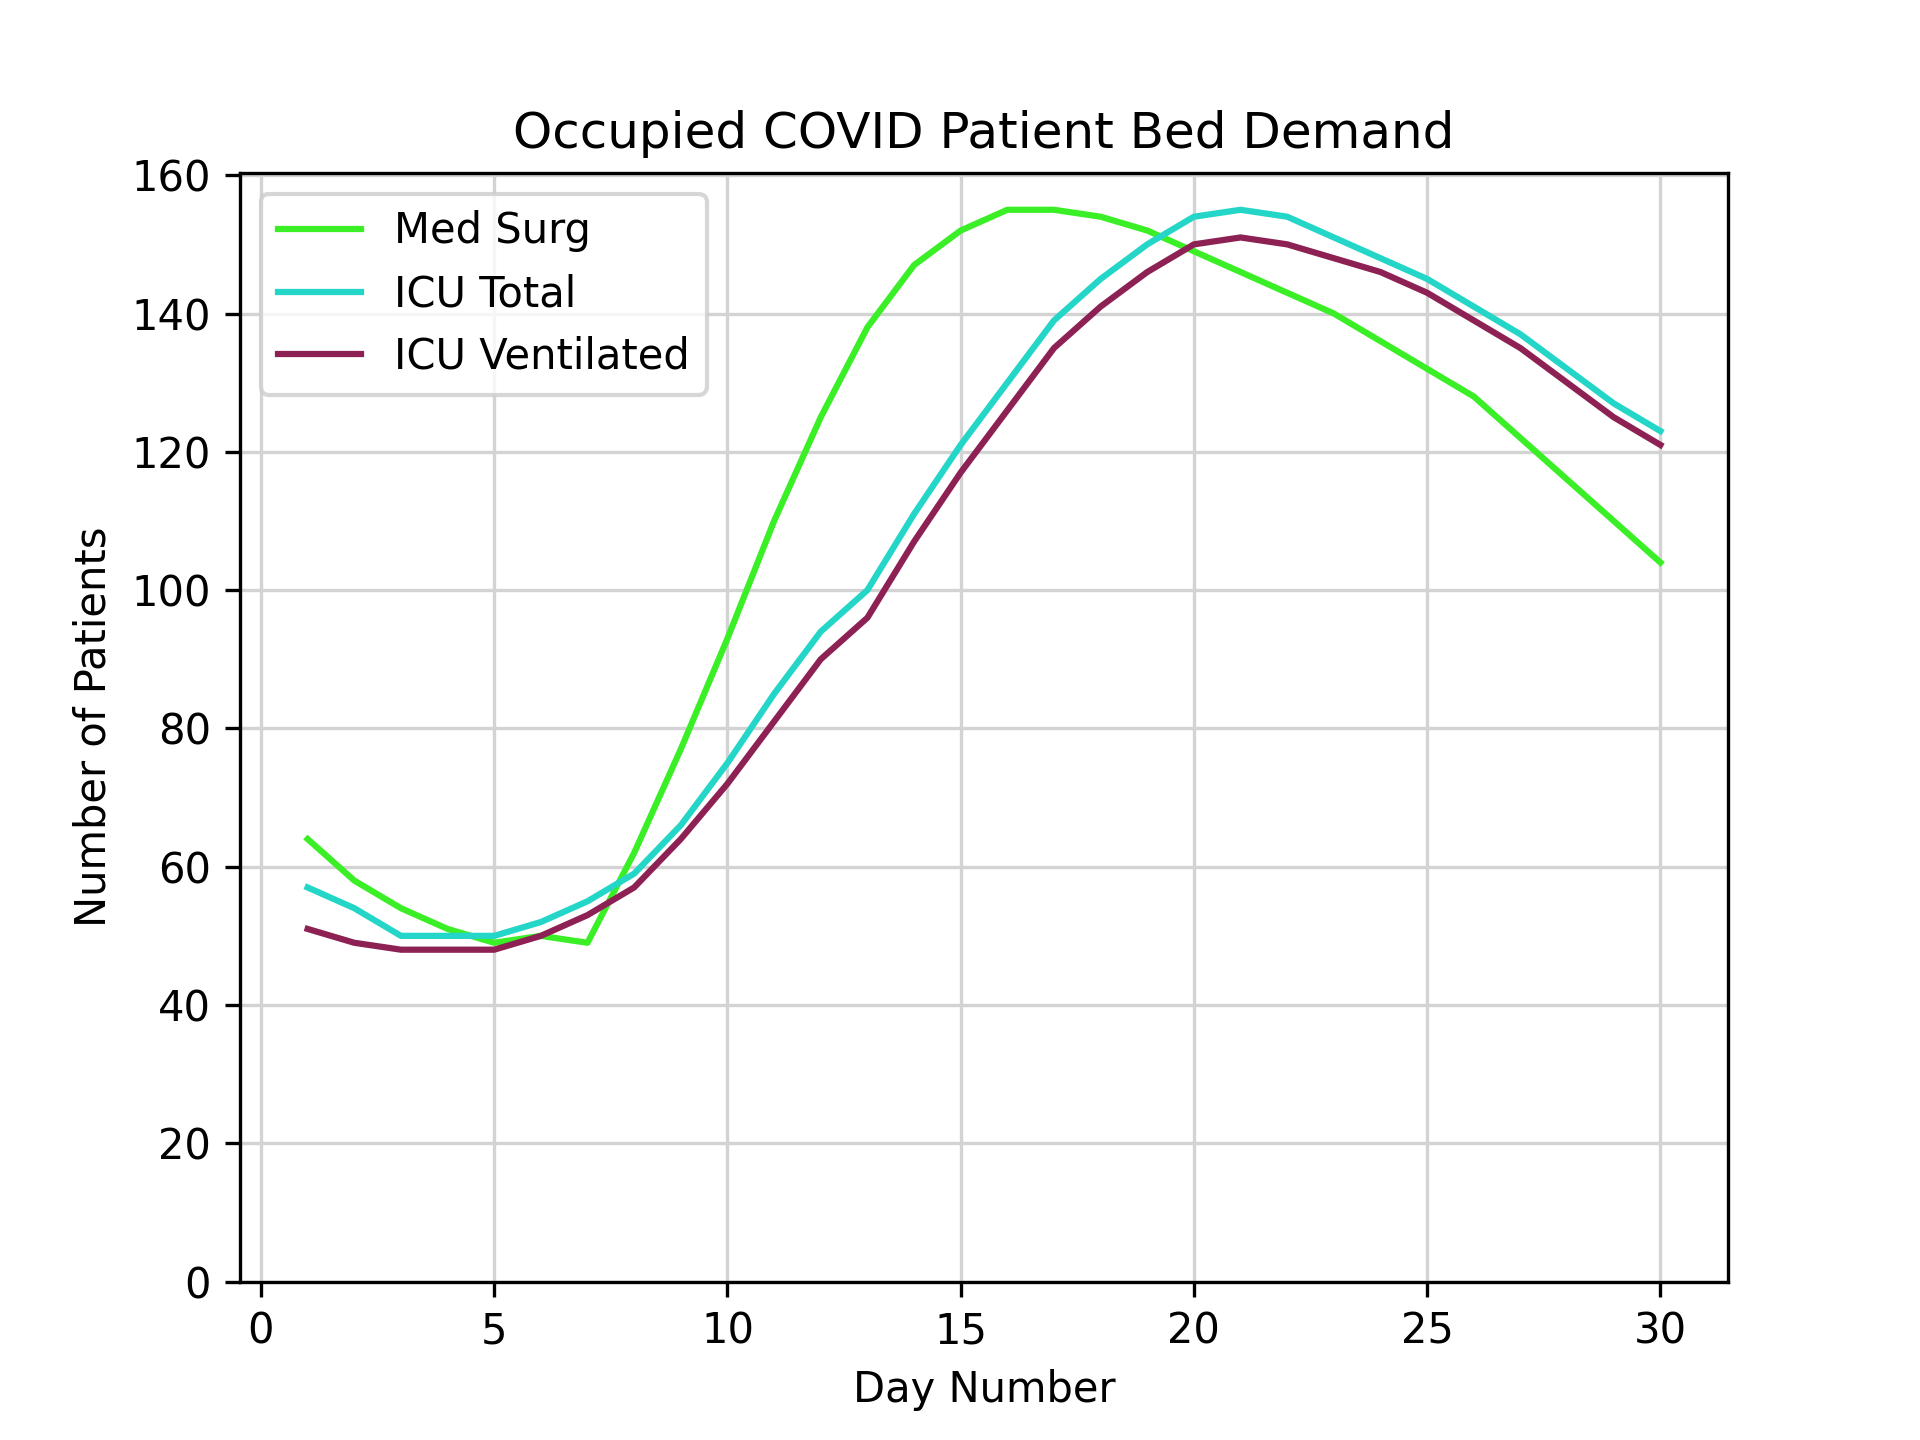 Occupied COVID Patient Bed Demand
Med Surg
ICU Total
ICU Ventilated
Number of Patients
160
140
120
100
80
60
40
20
0
0 5 10 15 20 25 30
Day Number